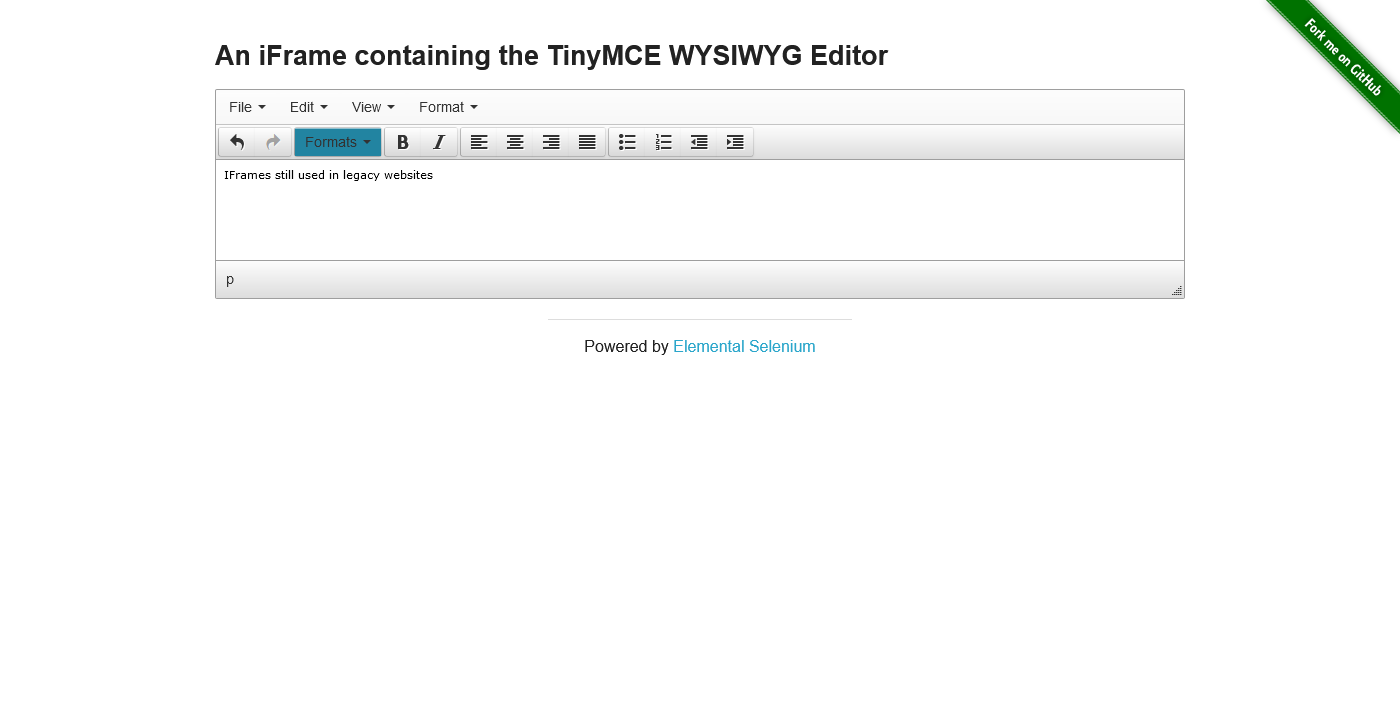 Fork me on GitHub
An iFrame containing the TinyMCE WYSIWYG Editor
File Edit View Format
Formats B I
IFrames still used in legacy websites
p
Powered by Elemental Selenium